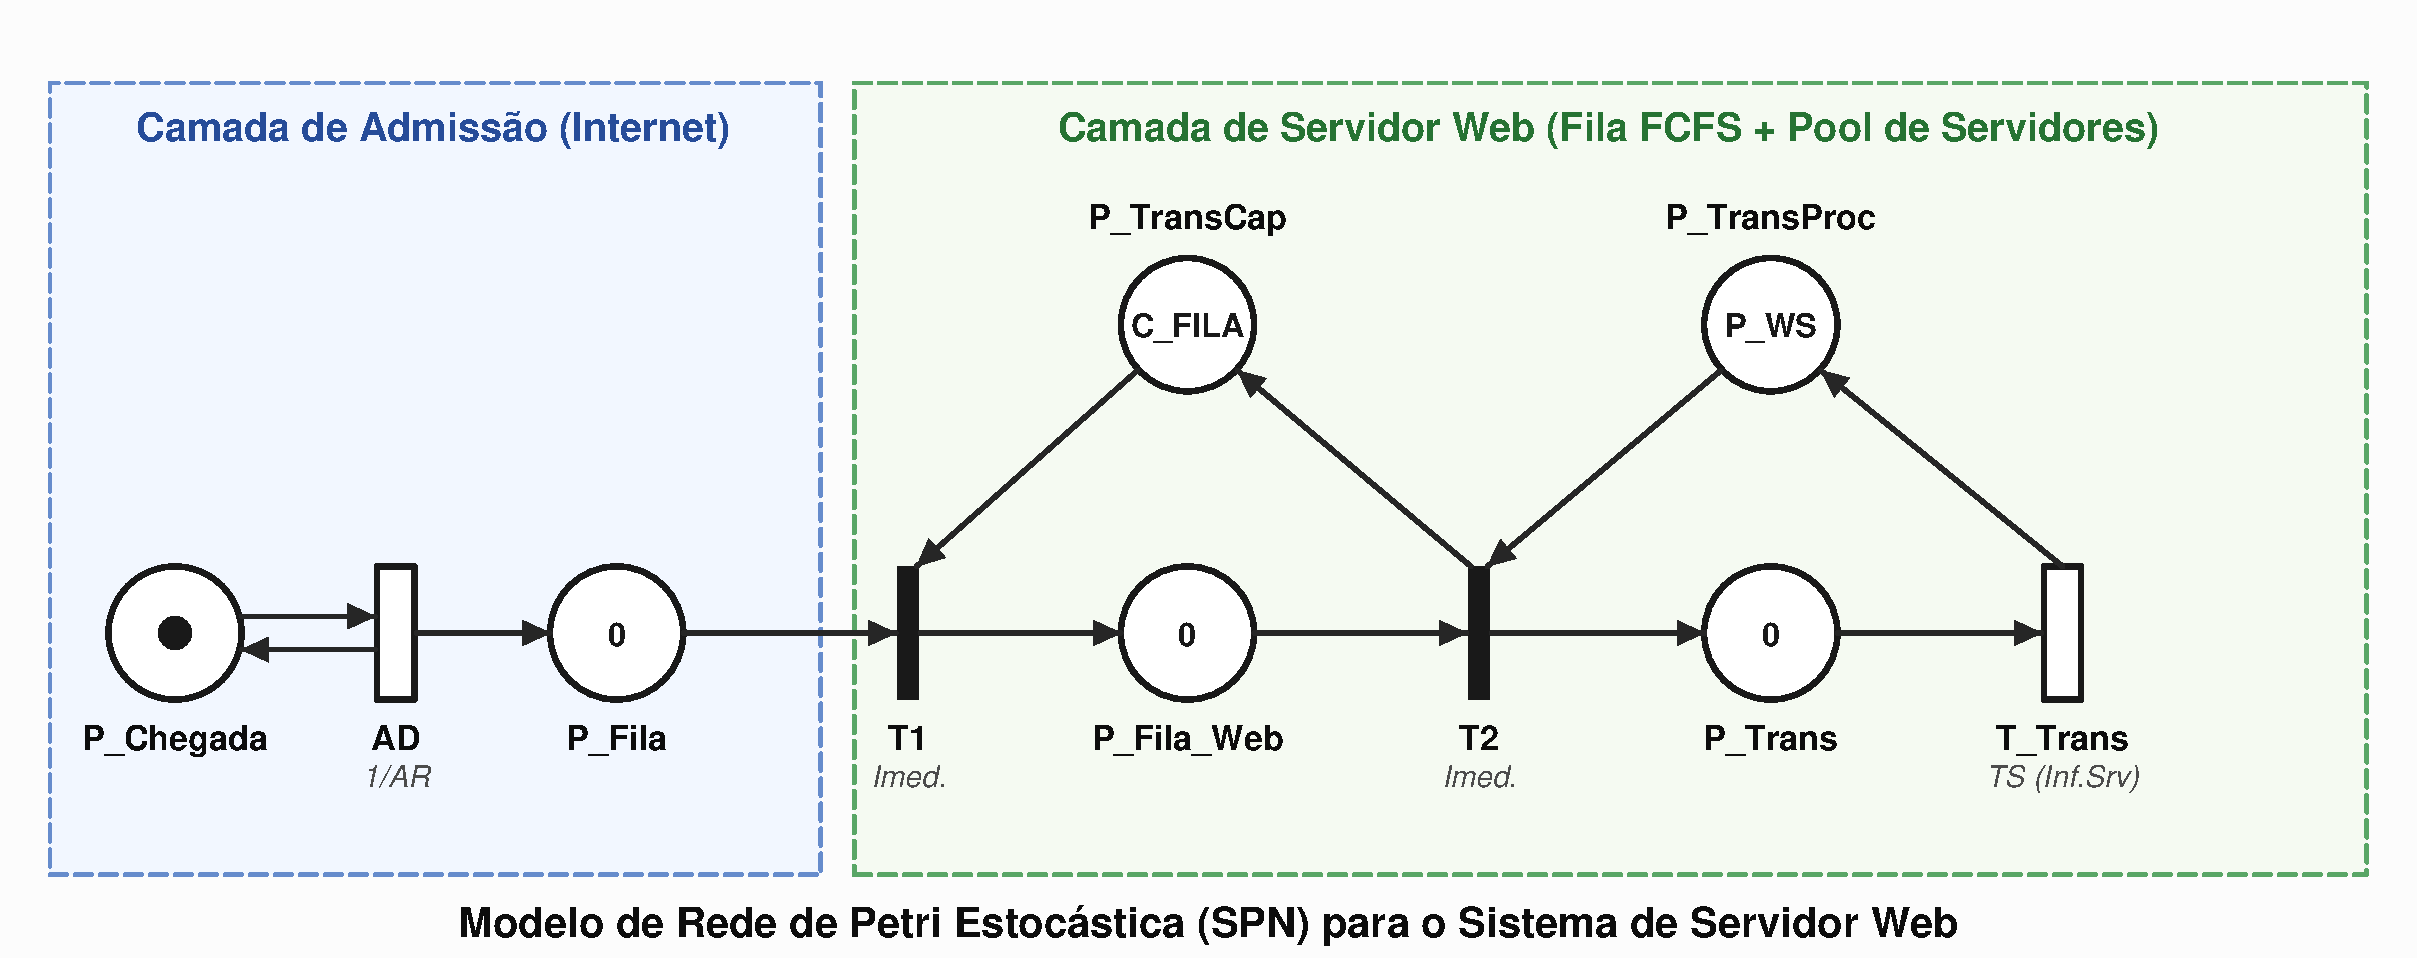 Camada de Admissão (Internet)
Camada de Servidor Web (Fila FCFS + Pool de Servidores)
P_TransCap
P_TransProc
C_FILA
P_WS
0
0
0
P_Chegada
AD
P_Fila
T1
P_Fila_Web
T2
P_Trans
T_Trans
1/AR
Imed.
Imed.
TS (Inf.Srv)
Modelo de Rede de Petri Estocástica (SPN) para o Sistema de Servidor Web